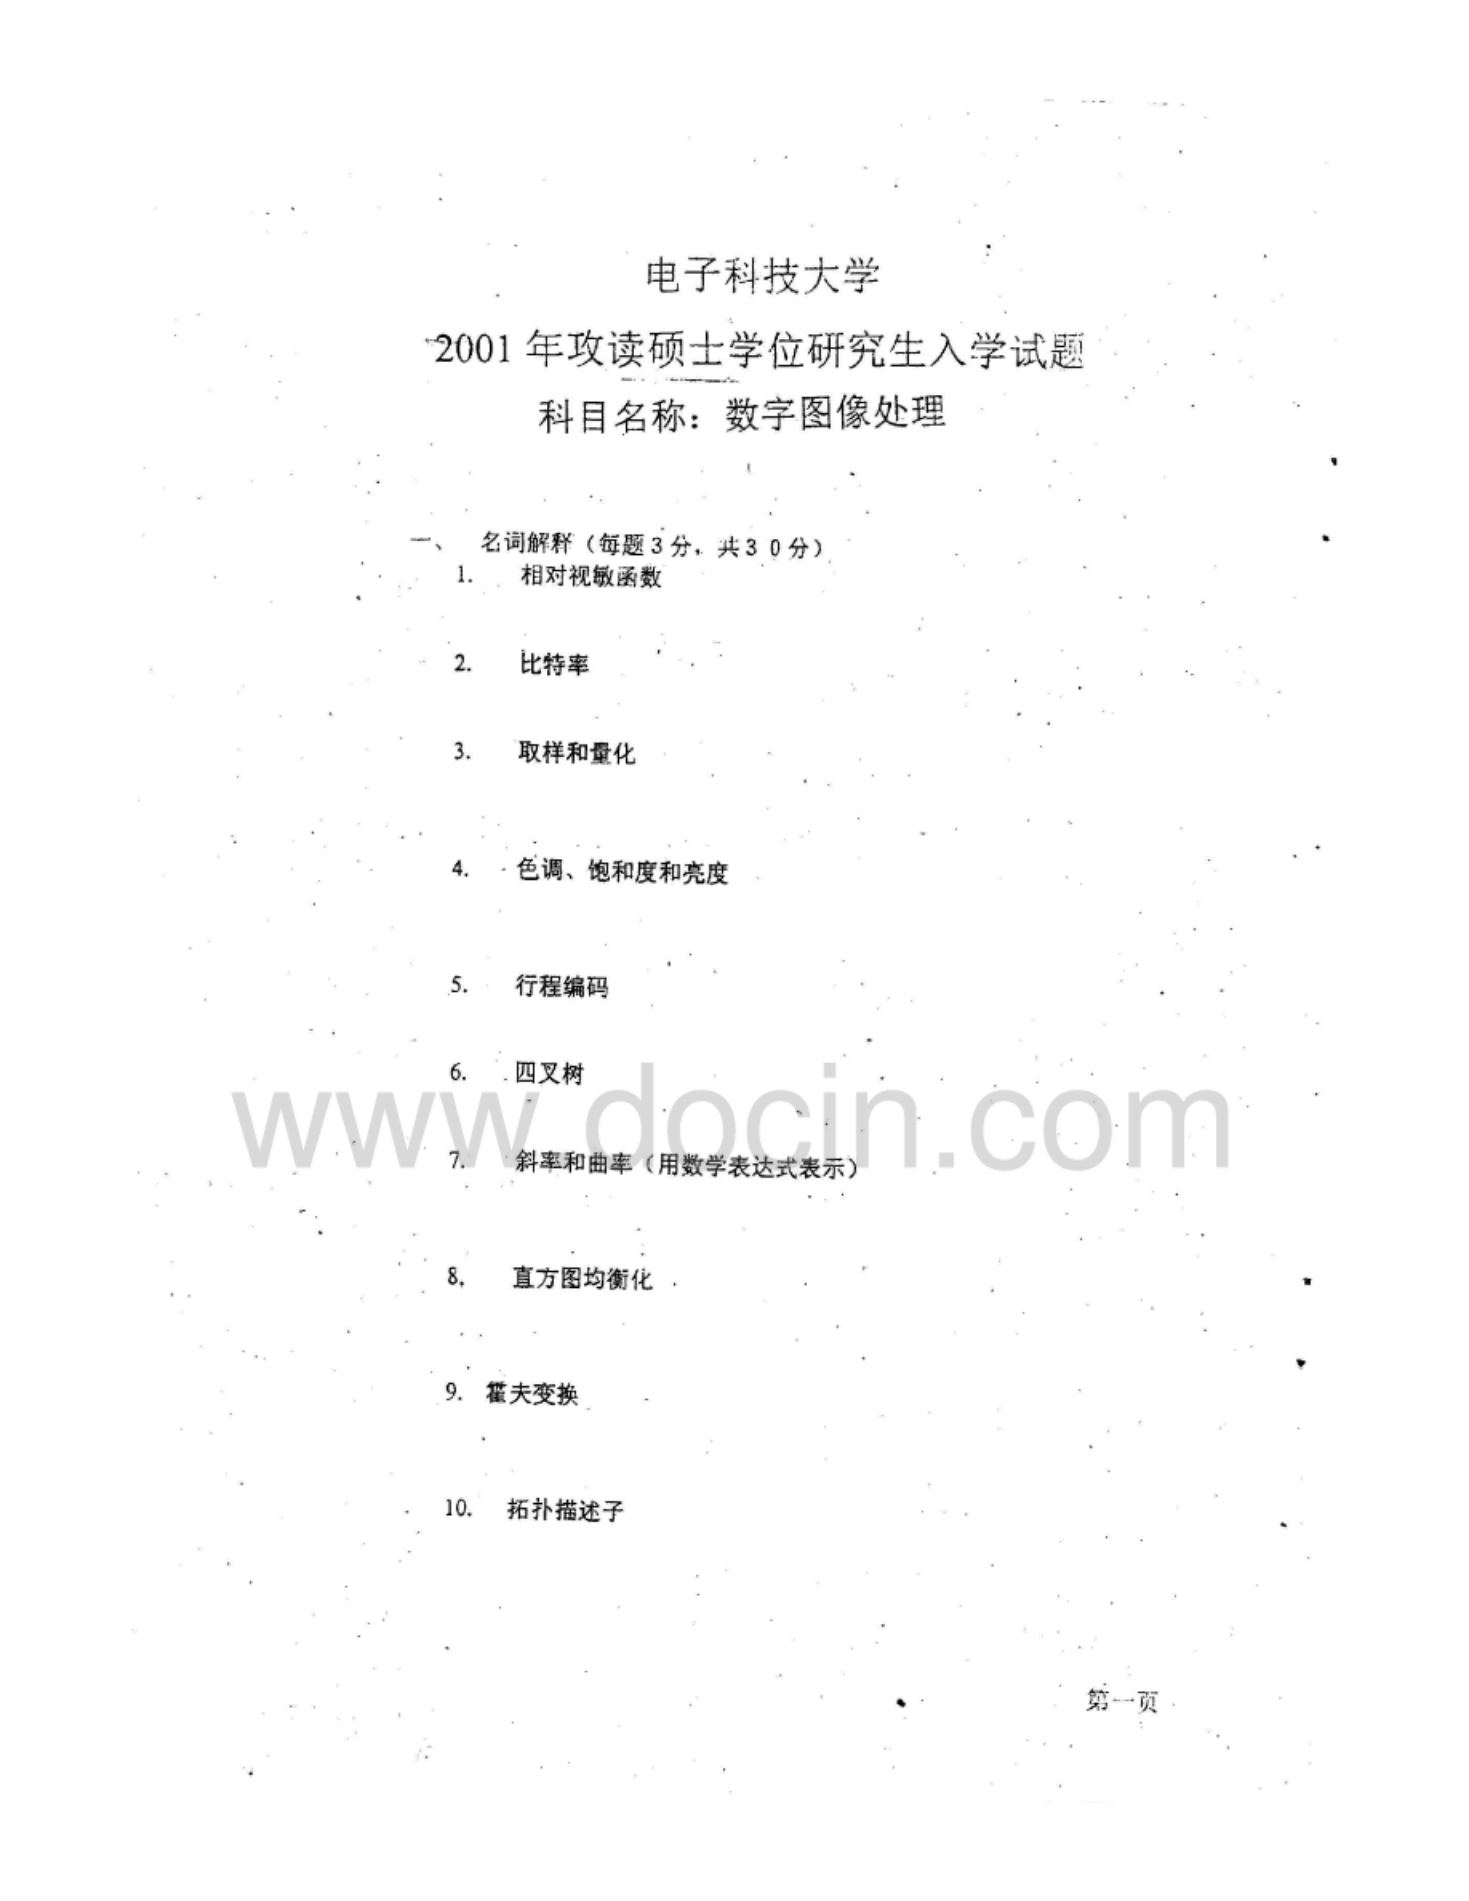 电子科技大学
2001 年攻读硕士学位研究生入学试题
科目名称：数字图像处理
一、 名词解释（每题3分，共30分）
1. 相对视敏函数
2. 比特率
3. 取样和量化
4. 色调、饱和度和亮度
5. 行程编码
6. 四叉树
www.docin.com
7. 斜率和曲率（用数学表达式表示）
8. 直方图均衡化
9. 霍夫变换
10. 拓扑描述子
第一页